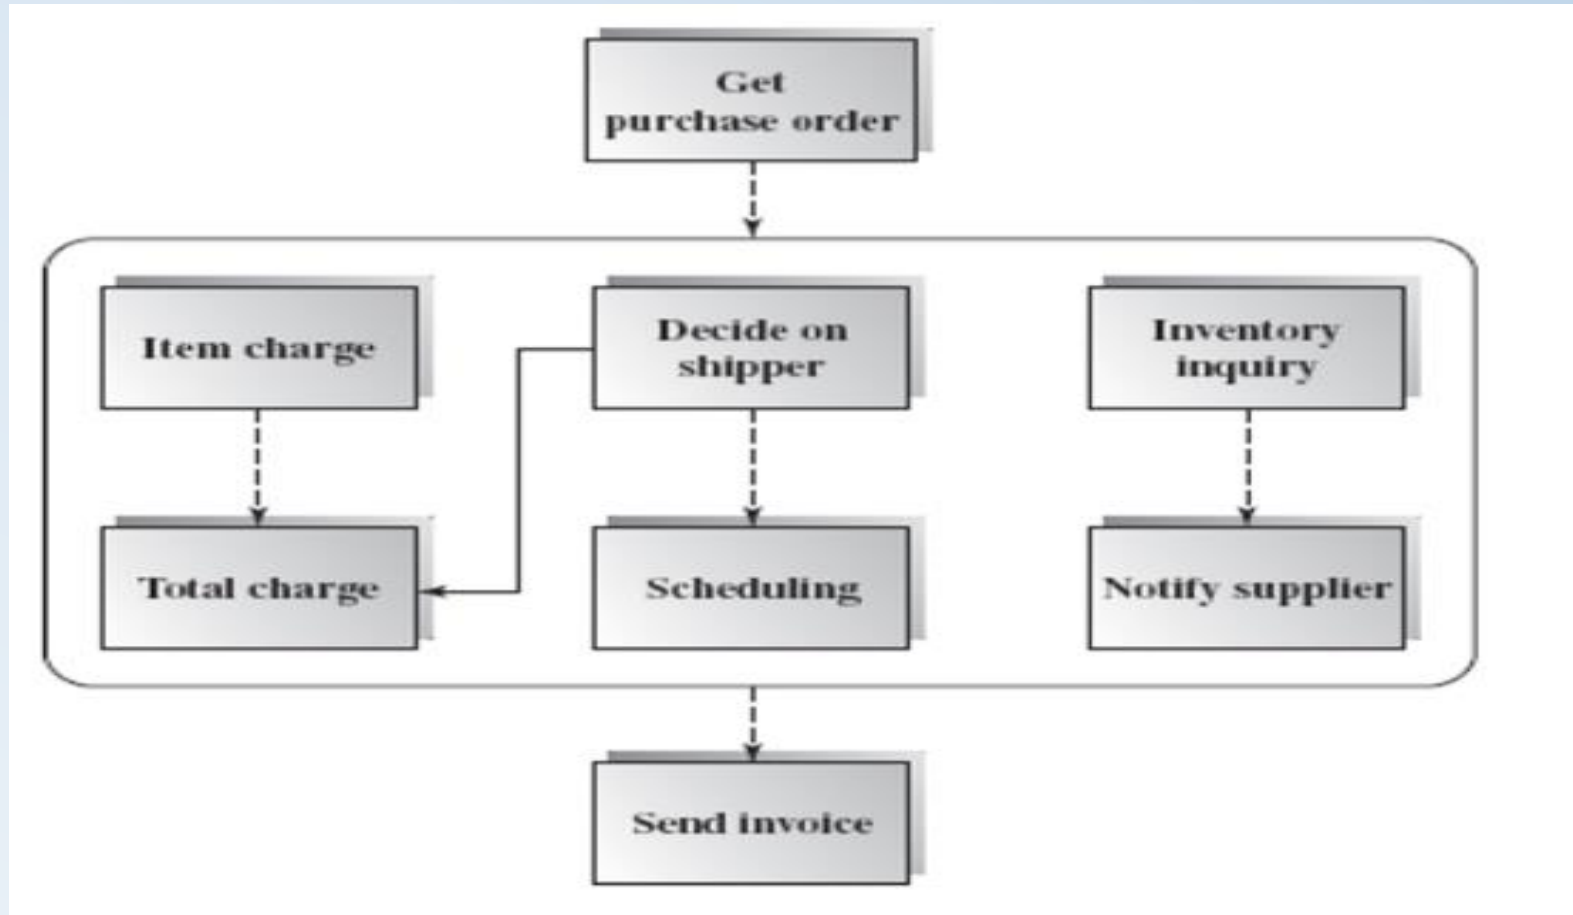 Get
purchase order
Item charge
Decide on
shipper
Inventory
inquiry
Total charge
Scheduling
Notify supplier
Send invoice